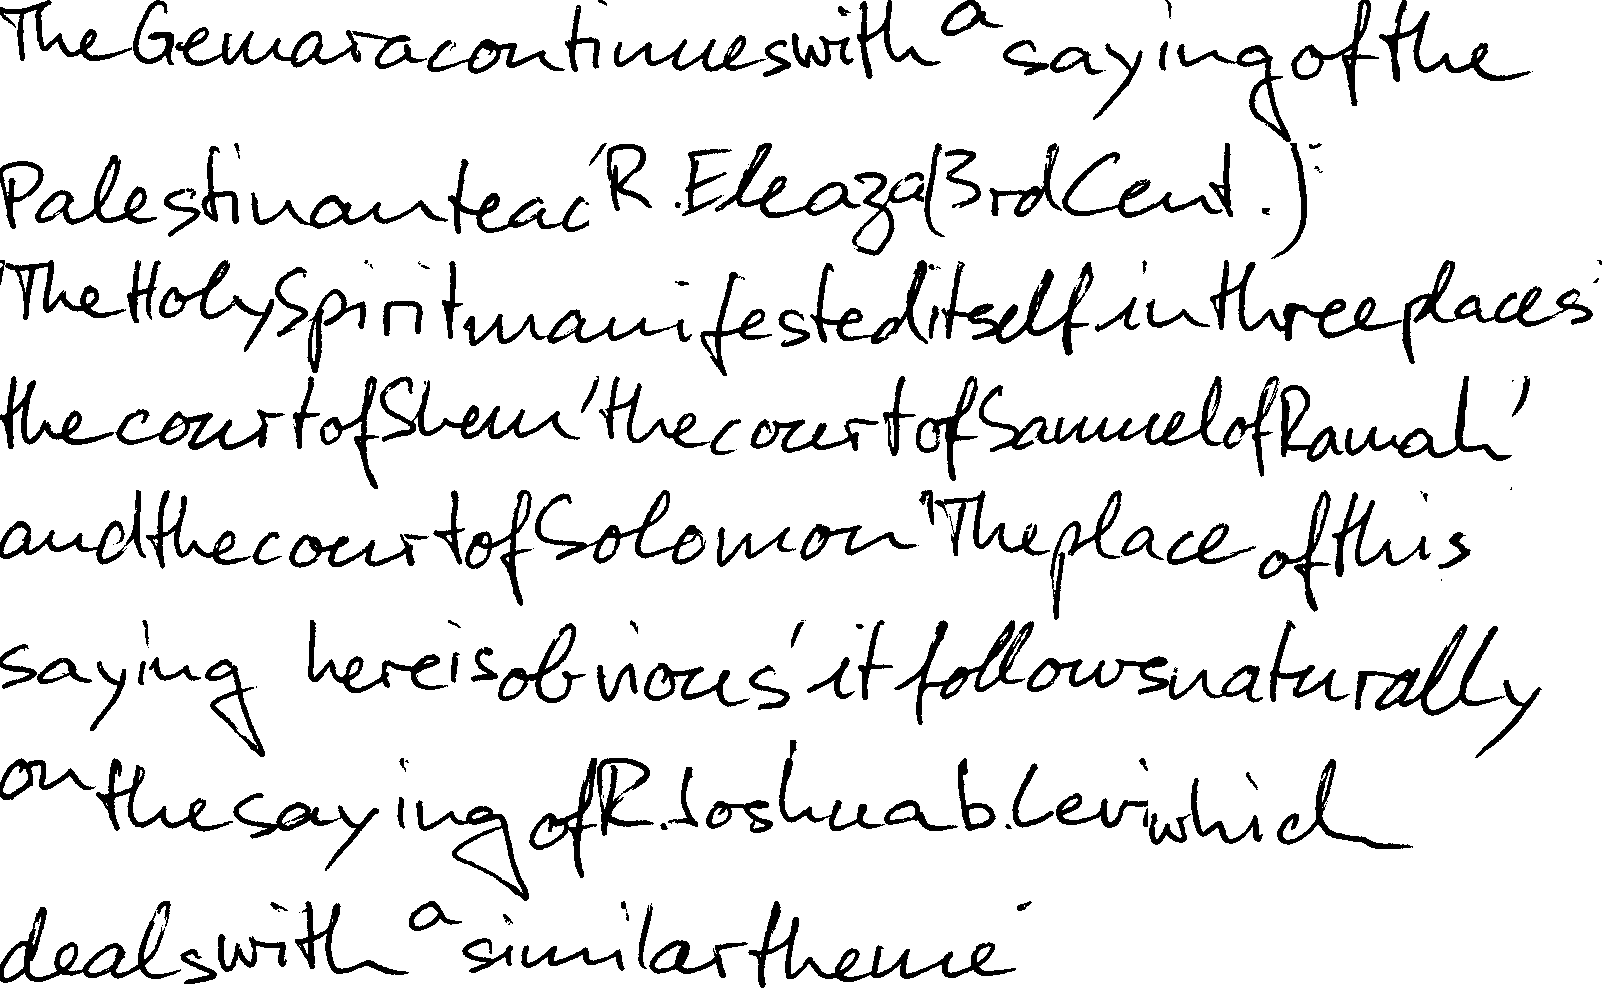 The Gemara continues with a saying of the
Palestinan teac' R. Eleaza (3rd Cent.):
'The Holy Spirit manifested itself in three places'
the court of Shem' the court of Samuel of Ramah'
and the court of Solomon 'The place of this
saying here is obvious' it follows naturally
on the saying of R. Joshua b. Levi which
deals with a similar theme.